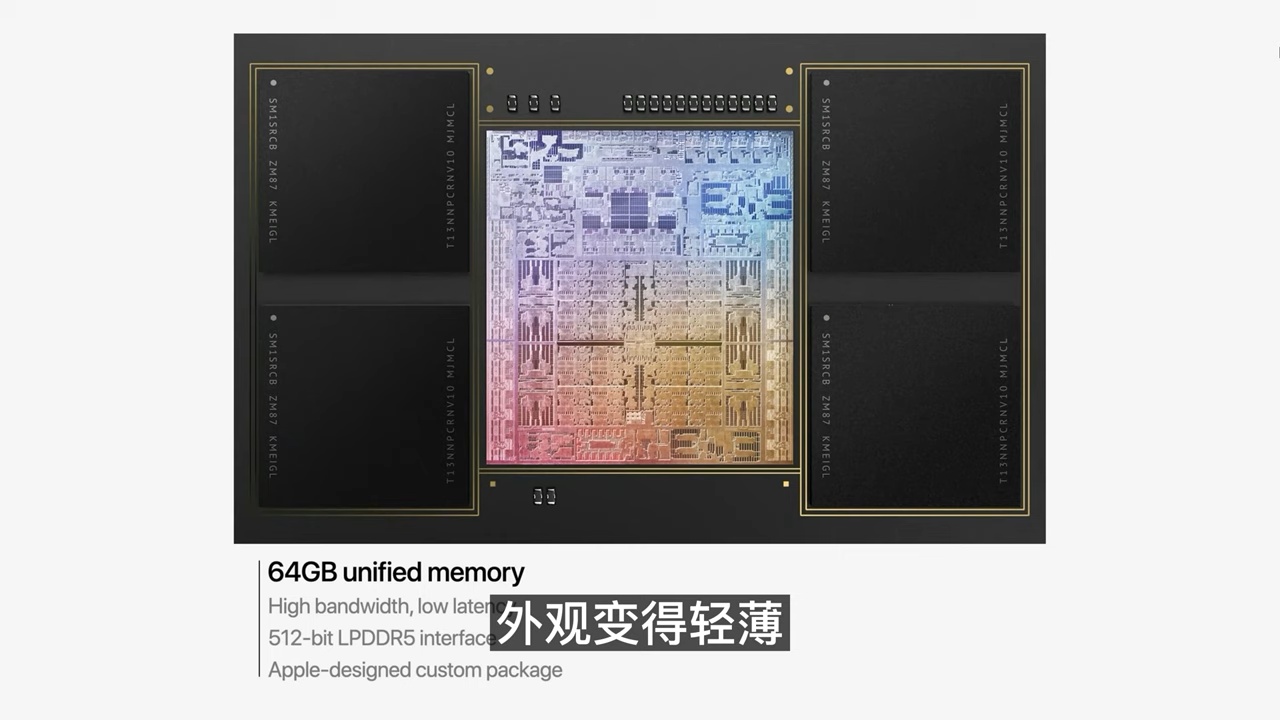 SM1SRCB ZM87 KMEIGL
T13NNPCRNV10 MJMCL
SM1SRCB ZM87 KMEIGL
T13NNPCRNV10 MJMCL
SM1SRCB ZM87 KMEIGL
T13NNPCRNV10 MJMCL
SM1SRCB ZM87 KMEIGL
T13NNPCRNV10 MJMCL
64GB unified memory
High bandwidth, low laten
512-bit LPDDR5 interface
Apple-designed custom package
外观变得轻薄